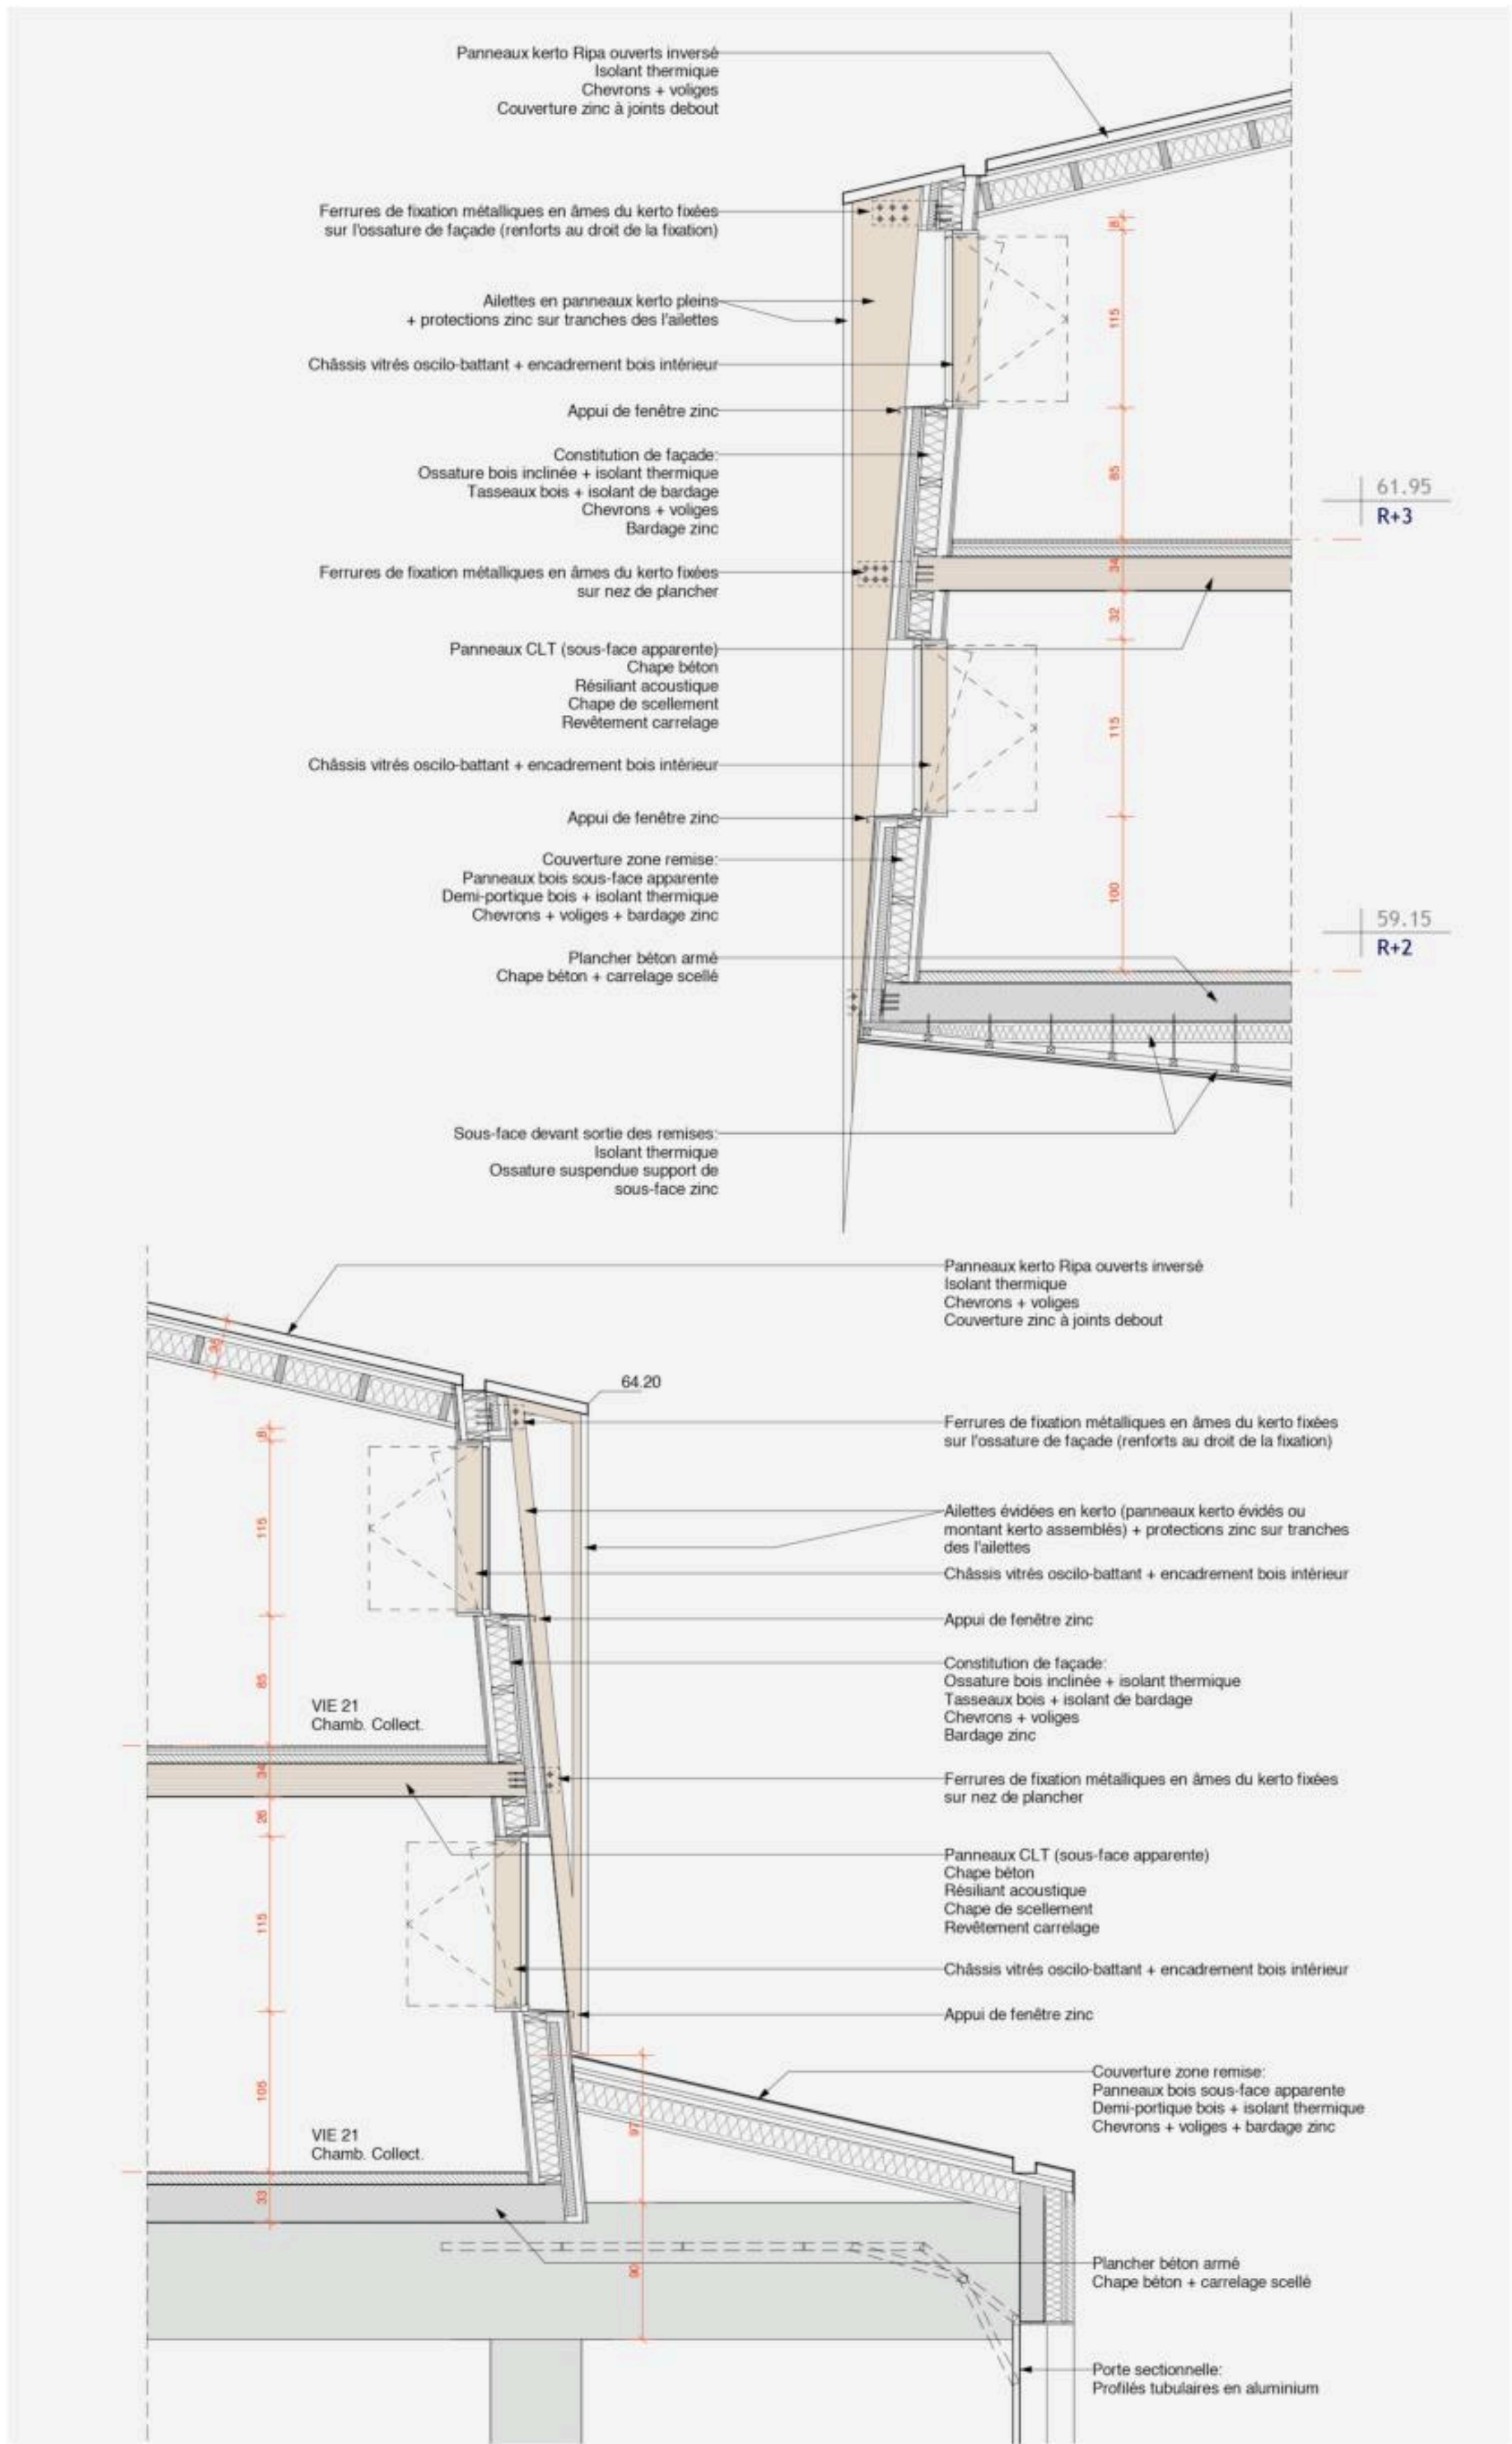 Panneaux kerto Ripa ouverts inversé
Isolant thermique
Chevrons + voliges
Couverture zinc à joints debout
Ferrures de fixation métalliques en âmes du kerto fixées
sur l'ossature de façade (renforts au droit de la fixation)
8
Ailettes en panneaux kerto pleins
+ protections zinc sur tranches des l'ailettes
115
Châssis vitrés oscilo-battant + encadrement bois intérieur
Appui de fenêtre zinc
Constitution de façade:
Ossature bois inclinée + isolant thermique
Tasseaux bois + isolant de bardage
Chevrons + voliges
Bardage zinc
85
61.95
R+3
Ferrures de fixation métalliques en âmes du kerto fixées
sur nez de plancher
34
32
Panneaux CLT (sous-face apparente)
Chape béton
Résiliant acoustique
Chape de scellement
Revêtement carrelage
115
Châssis vitrés oscilo-battant + encadrement bois intérieur
Appui de fenêtre zinc
Couverture zone remise:
Panneaux bois sous-face apparente
Demi-portique bois + isolant thermique
Chevrons + voliges + bardage zinc
100
59.15
R+2
Plancher béton armé
Chape béton + carrelage scellé
Sous-face devant sortie des remises:
Isolant thermique
Ossature suspendue support de
sous-face zinc
Panneaux kerto Ripa ouverts inversé
Isolant thermique
Chevrons + voliges
Couverture zinc à joints debout
64.20
8
Ferrures de fixation métalliques en âmes du kerto fixées
sur l'ossature de façade (renforts au droit de la fixation)
115
Ailettes évidées en kerto (panneaux kerto évidés ou
montant kerto assemblés) + protections zinc sur tranches
des l'ailettes
Châssis vitrés oscilo-battant + encadrement bois intérieur
Appui de fenêtre zinc
85
Constitution de façade:
Ossature bois inclinée + isolant thermique
Tasseaux bois + isolant de bardage
Chevrons + voliges
Bardage zinc
VIE 21
Chamb. Collect.
34
Ferrures de fixation métalliques en âmes du kerto fixées
sur nez de plancher
26
Panneaux CLT (sous-face apparente)
Chape béton
Résiliant acoustique
Chape de scellement
Revêtement carrelage
115
Châssis vitrés oscilo-battant + encadrement bois intérieur
Appui de fenêtre zinc
105
97
Couverture zone remise:
Panneaux bois sous-face apparente
Demi-portique bois + isolant thermique
Chevrons + voliges + bardage zinc
VIE 21
Chamb. Collect.
33
90
Plancher béton armé
Chape béton + carrelage scellé
Porte sectionnelle:
Profilés tubulaires en aluminium